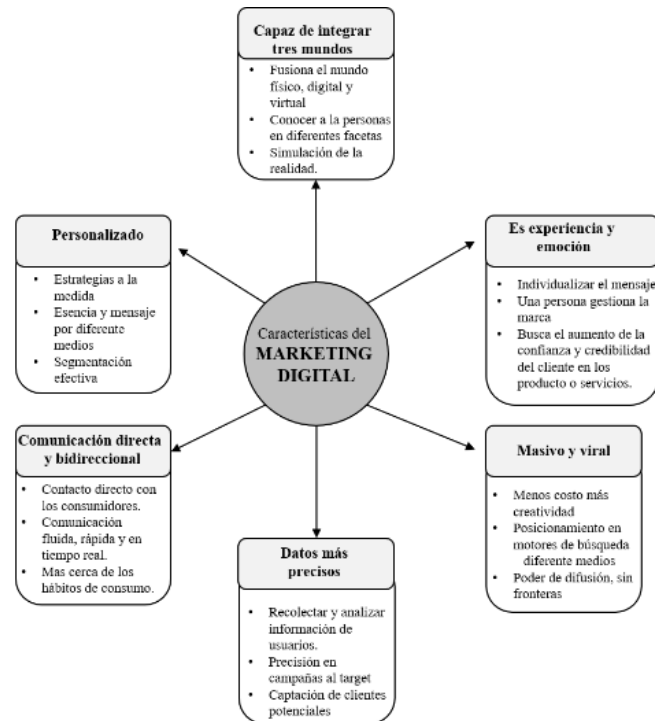 Capaz de integrar
tres mundos
• Fusiona el mundo
físico, digital y
virtual
• Conocer a la personas
en diferentes facetas
• Simulación de la
realidad.
Personalizado
• Estrategias a la
medida
• Esencia y mensaje
por diferente
medios
• Segmentación
efectiva
Es experiencia y
emoción
• Individualizar el mensaje
• Una persona gestiona la
marca
• Busca el aumento de la
confianza y credibilidad
del cliente en los
producto o servicios.
Características del
MARKETING
DIGITAL
Comunicación directa
y bidireccional
• Contacto directo con
los consumidores.
• Comunicación
fluida, rápida y en
tiempo real.
• Mas cerca de los
hábitos de consumo.
Masivo y viral
• Menos costo más
creatividad
• Posicionamiento en
motores de búsqueda
diferente medios
• Poder de difusión, sin
fronteras
Datos más
precisos
• Recolectar y analizar
información de
usuarios.
• Precisión en
campañas al target
• Captación de clientes
potenciales